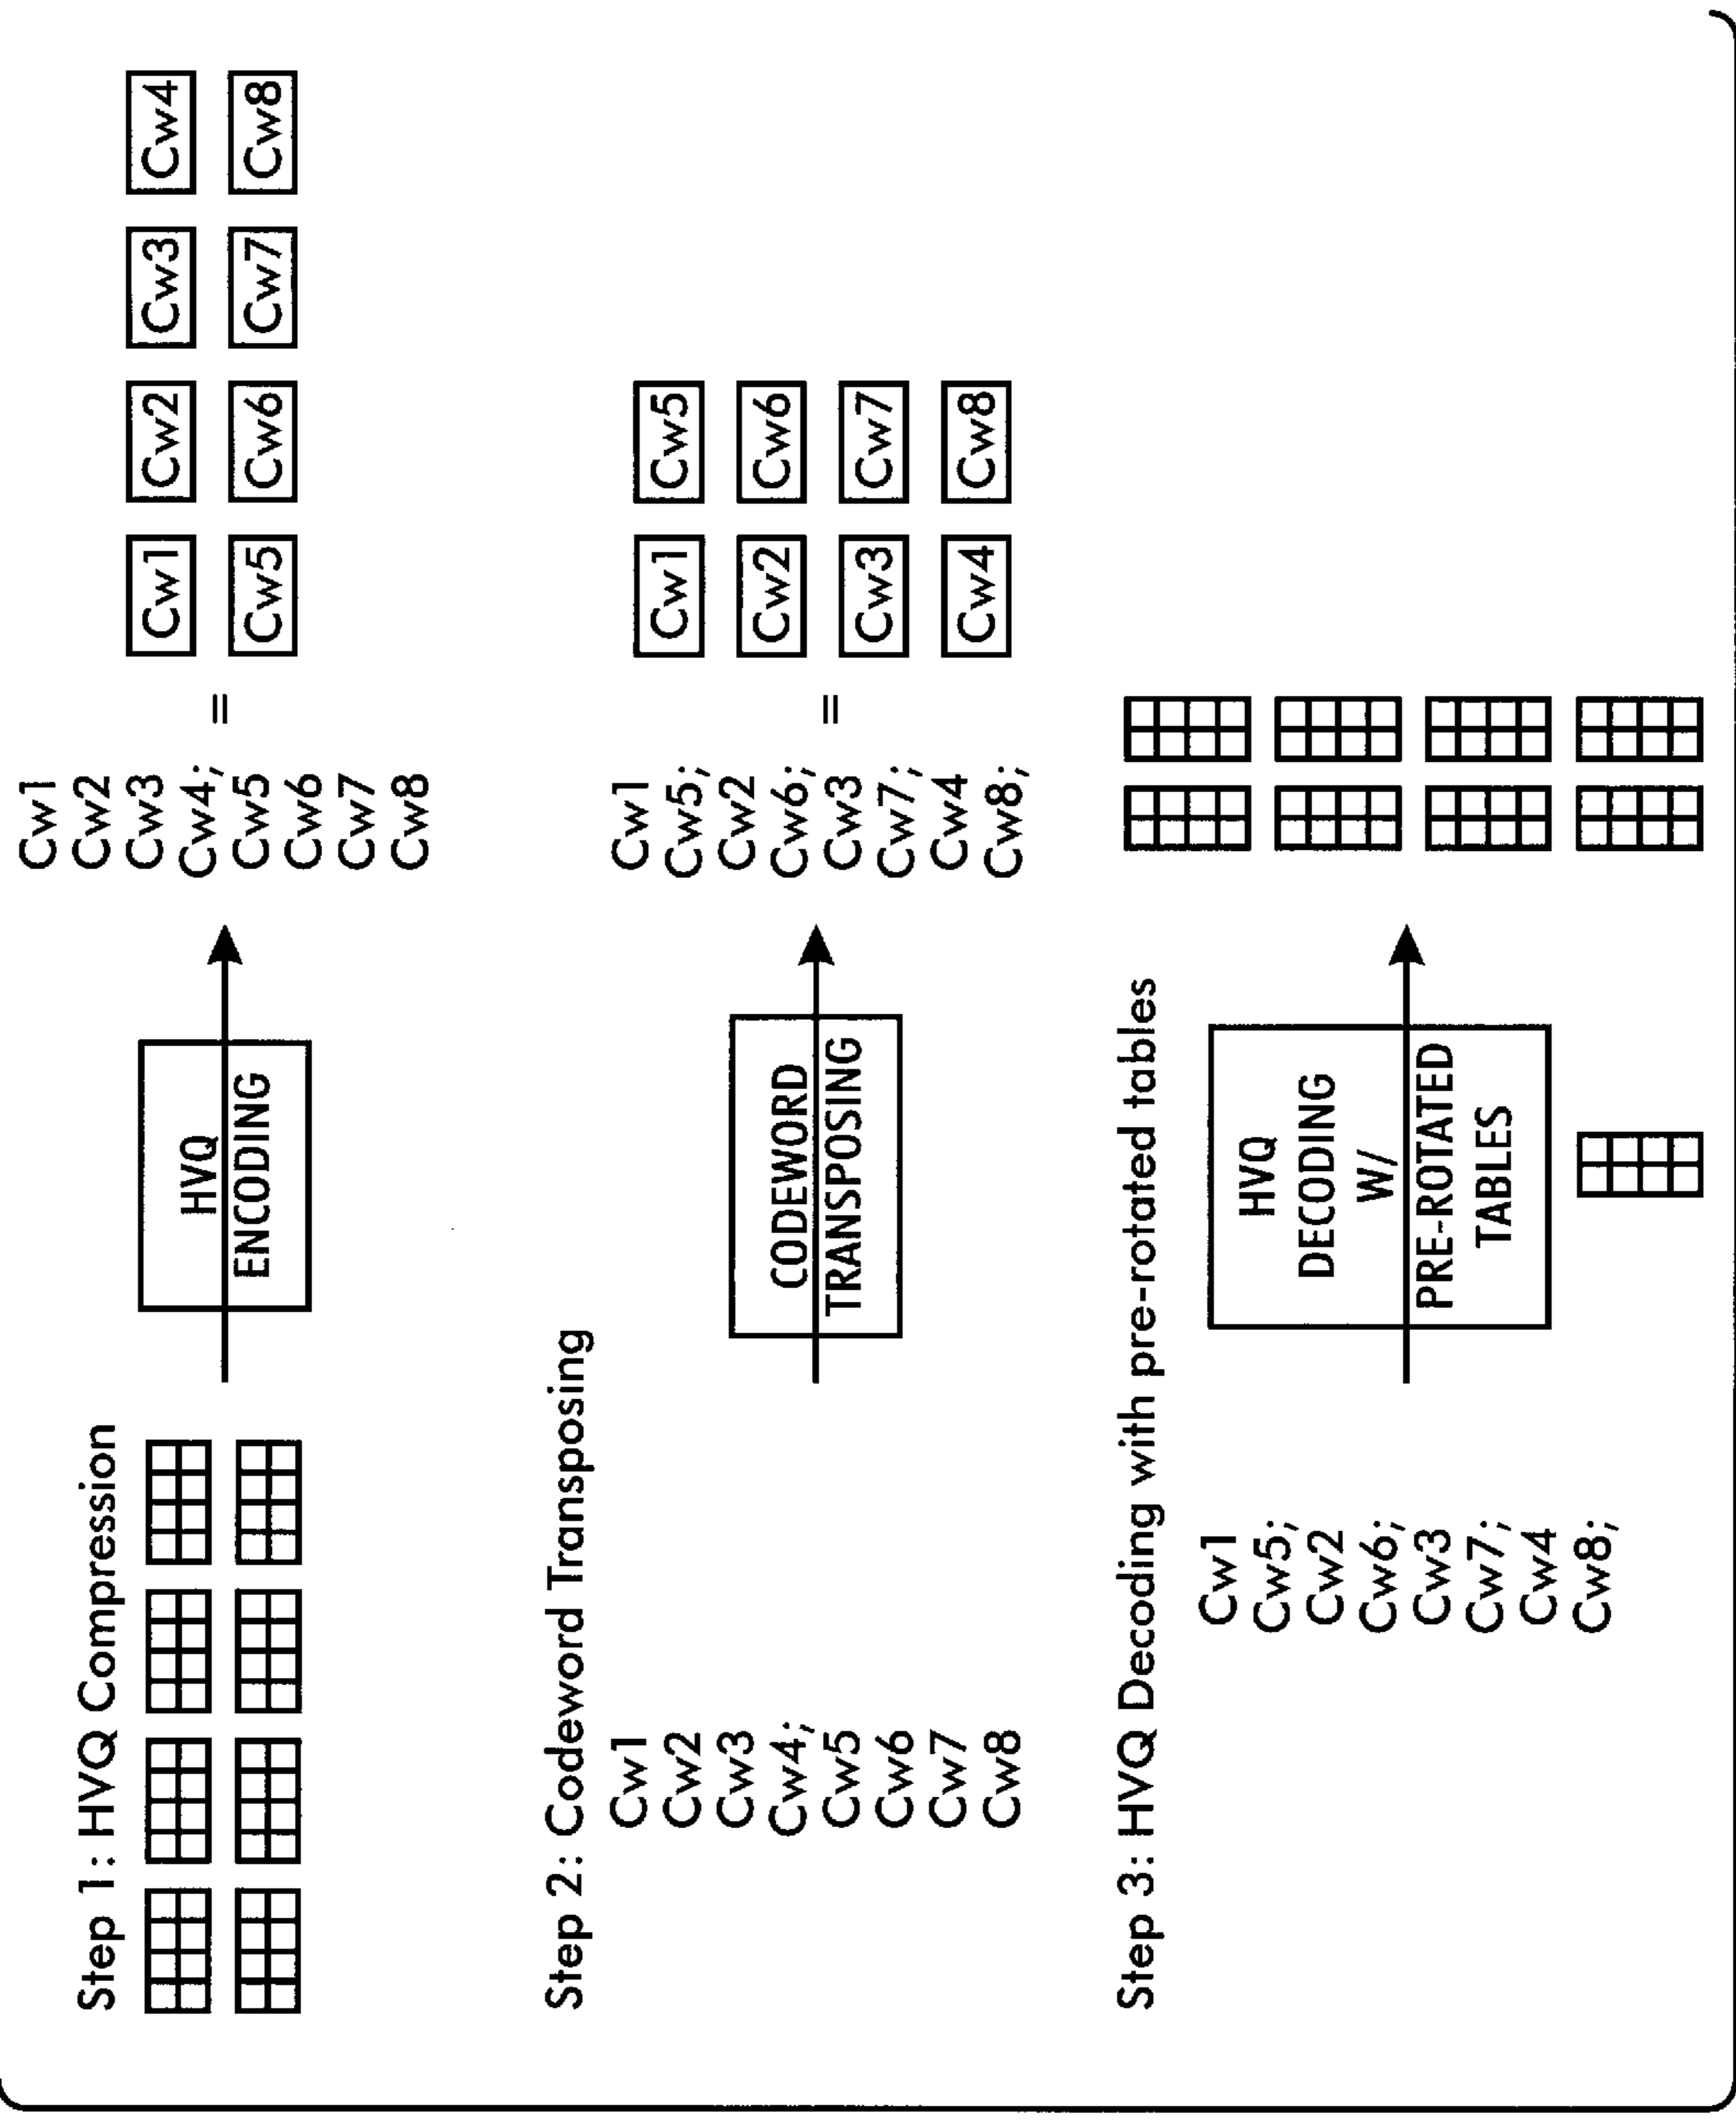 Step 1: HVQ Compression
HVQ
ENCODING
Cw1
Cw2
Cw3
Cw4;
Cw5
Cw6
Cw7
Cw8
=
Cw1 Cw2 Cw3 Cw4
Cw5 Cw6 Cw7 Cw8
Step 2: Codeword Transposing
Cw1
Cw2
Cw3
Cw4;
Cw5
Cw6
Cw7
Cw8
CODEWORD
TRANSPOSING
Cw1
Cw5;
Cw2
Cw6;
Cw3
Cw7;
Cw4
Cw8;
=
Cw1 Cw5
Cw2 Cw6
Cw3 Cw7
Cw4 Cw8
Step 3: HVQ Decoding with pre-rotated tables
Cw1
Cw5;
Cw2
Cw6;
Cw3
Cw7;
Cw4
Cw8;
HVQ
DECODING
W/
PRE-ROTATED
TABLES